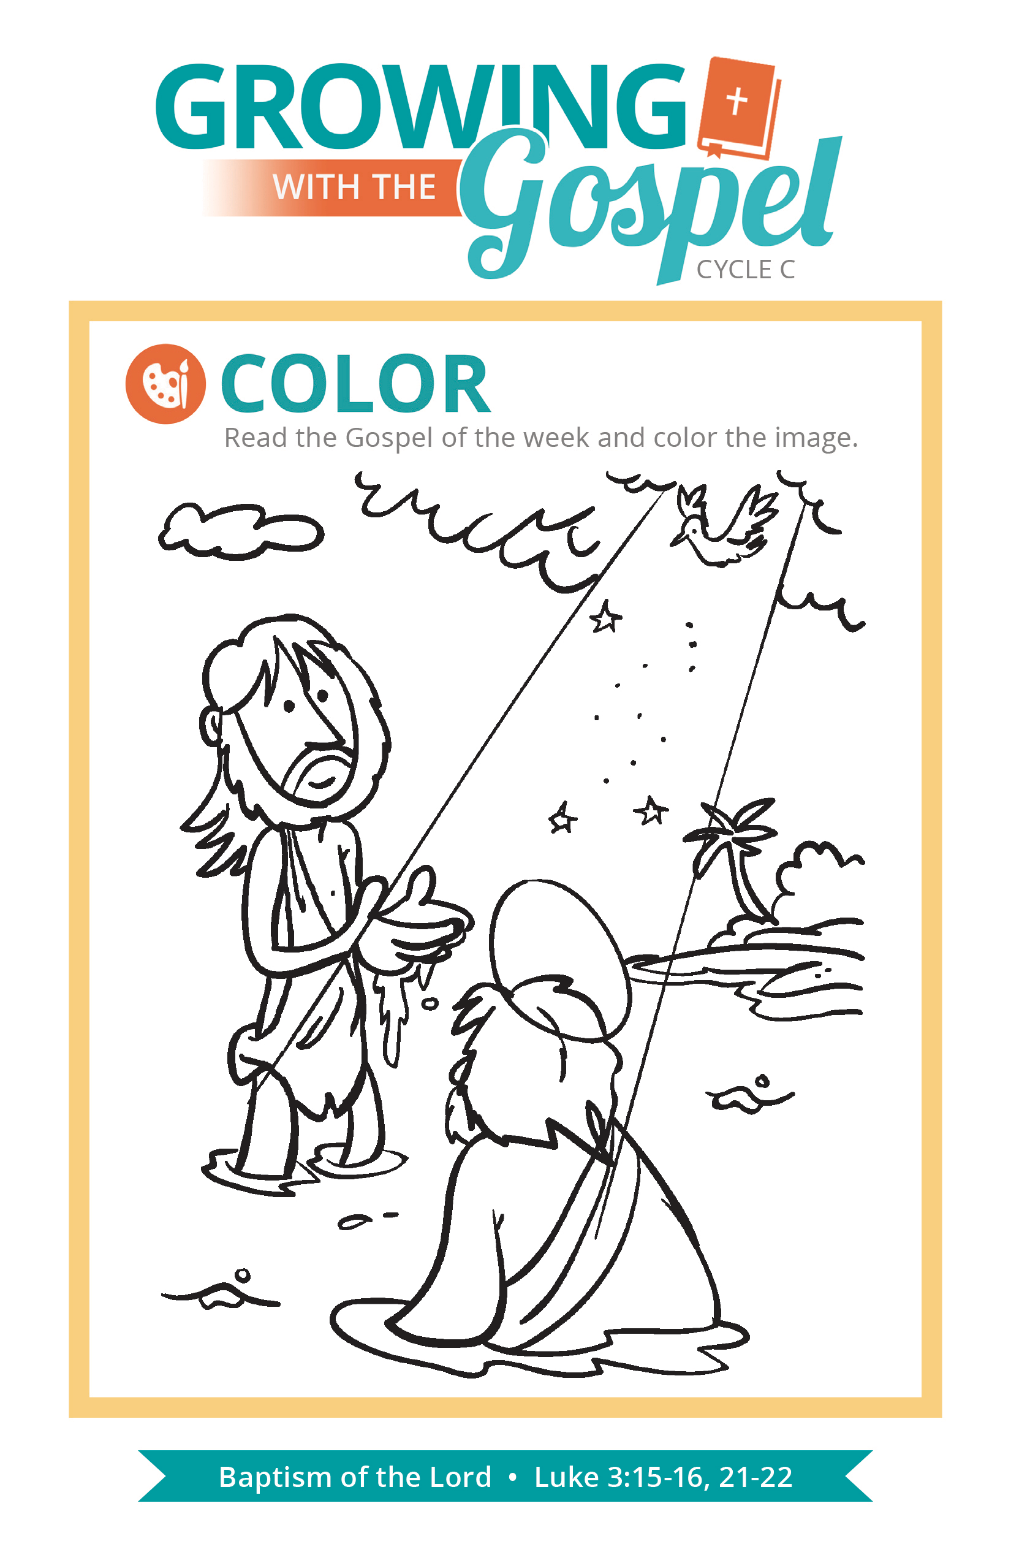 GROWING
WITH THE Gospel
CYCLE C
COLOR
Read the Gospel of the week and color the image.
Baptism of the Lord • Luke 3:15-16, 21-22